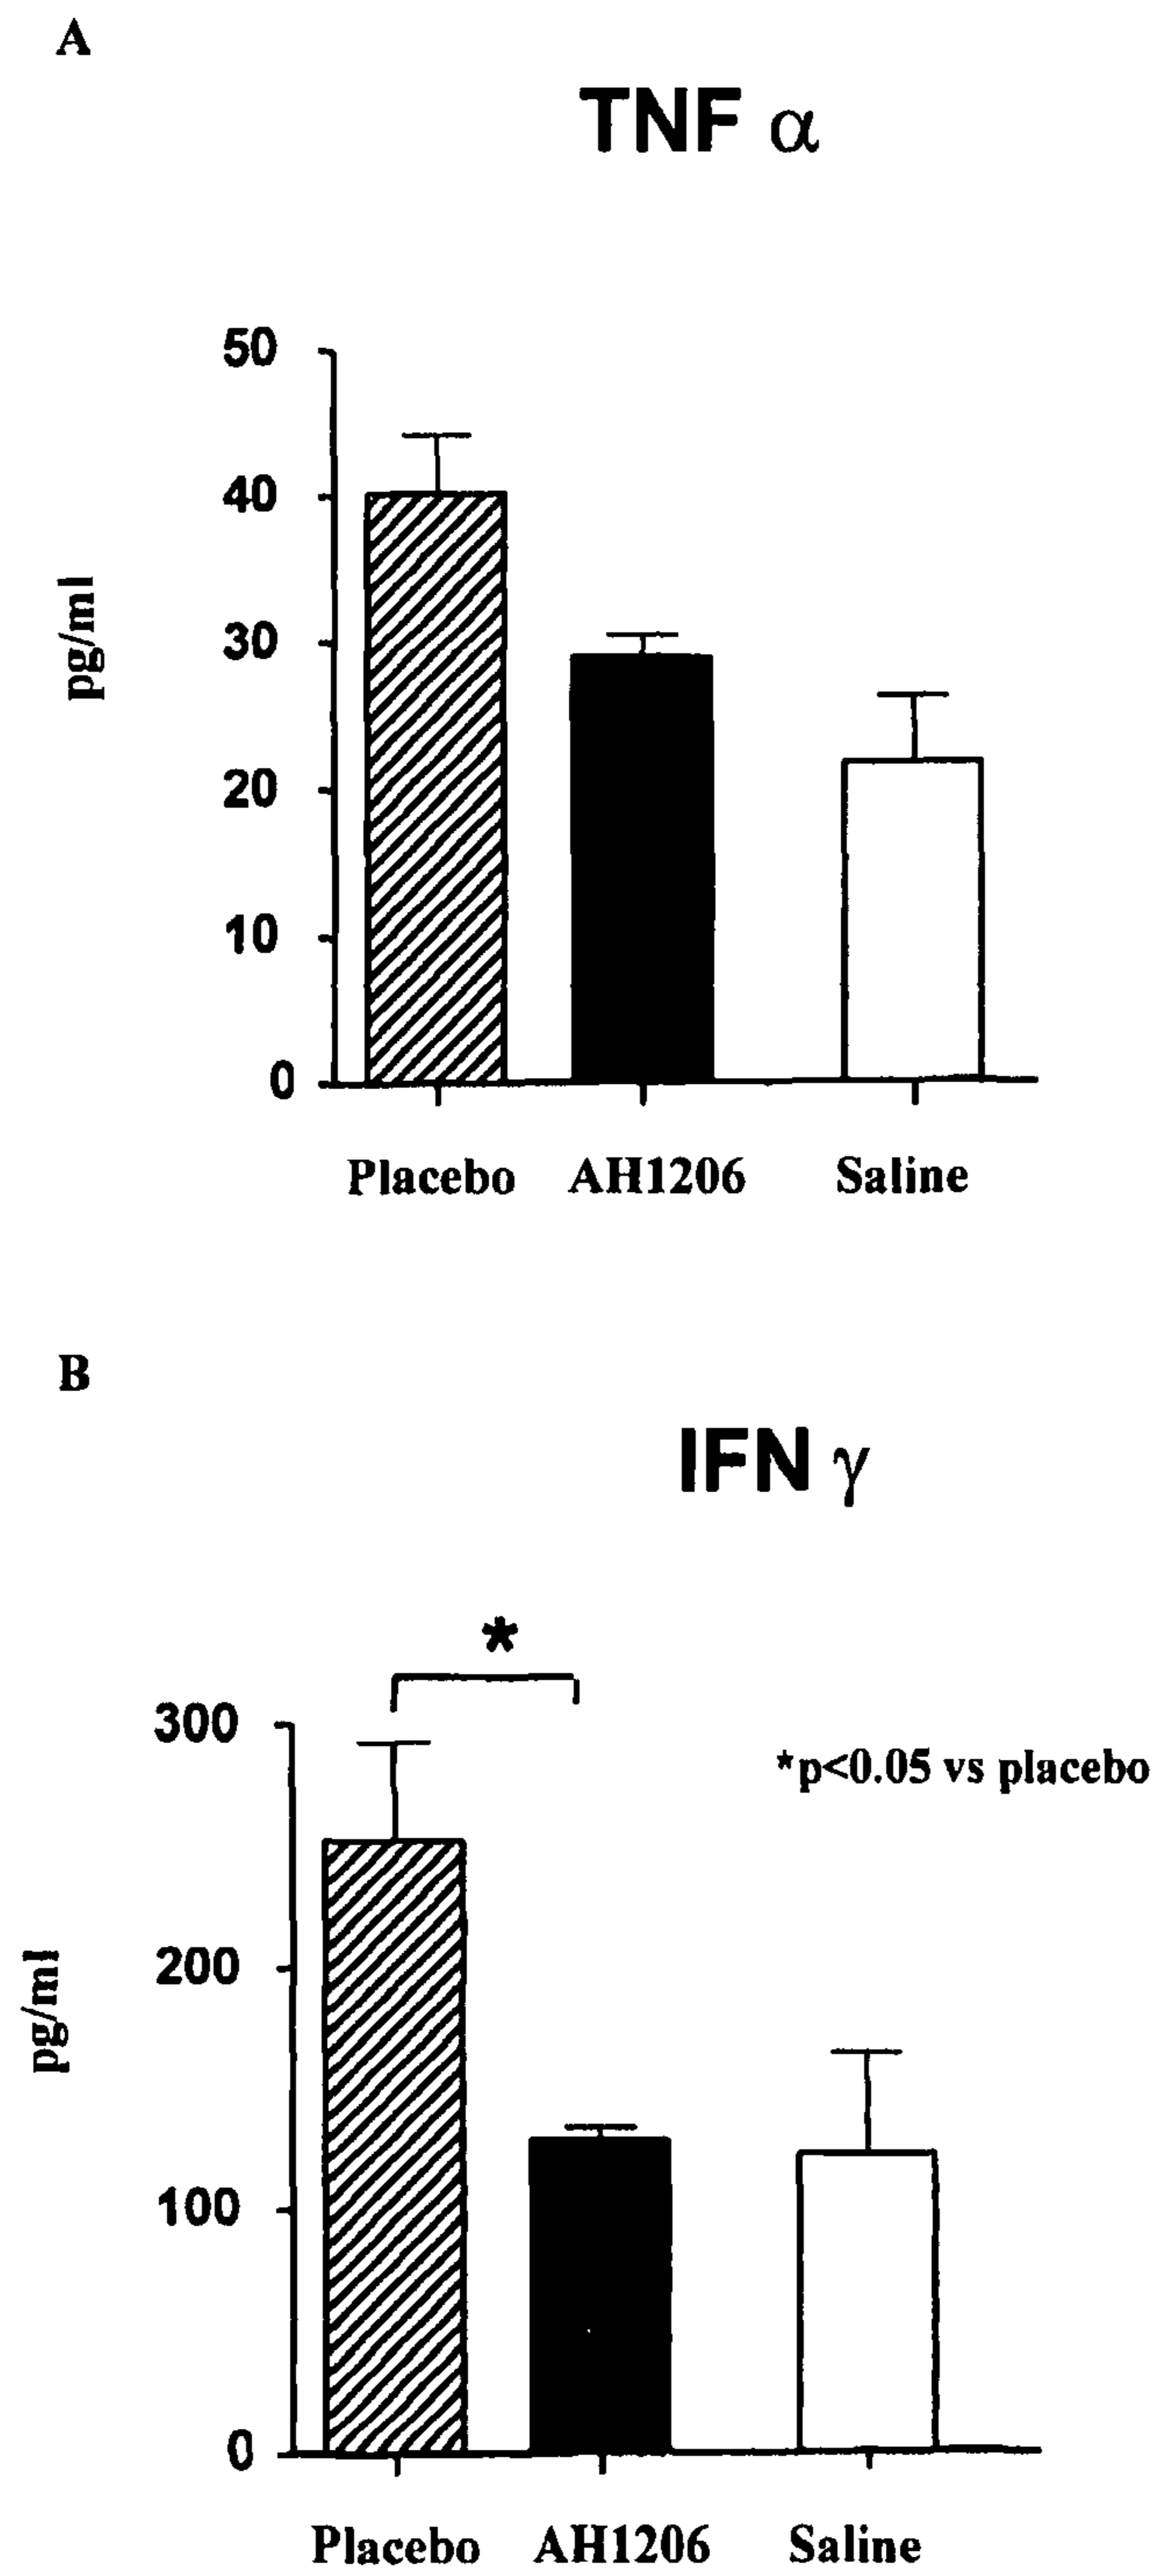 A
TNF α
50
40
30
20
10
0
pg/ml
Placebo AH1206 Saline
B
IFN γ
*
300
200
100
0
*p<0.05 vs placebo
pg/ml
Placebo AH1206 Saline